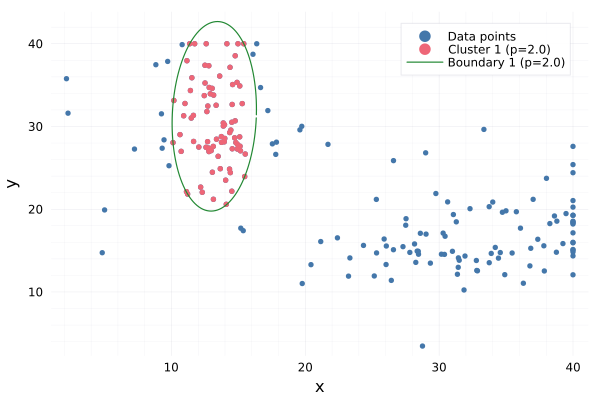 Data points
Cluster 1 (p=2.0)
Boundary 1 (p=2.0)
y
40
30
20
10
10 20 30 40
x